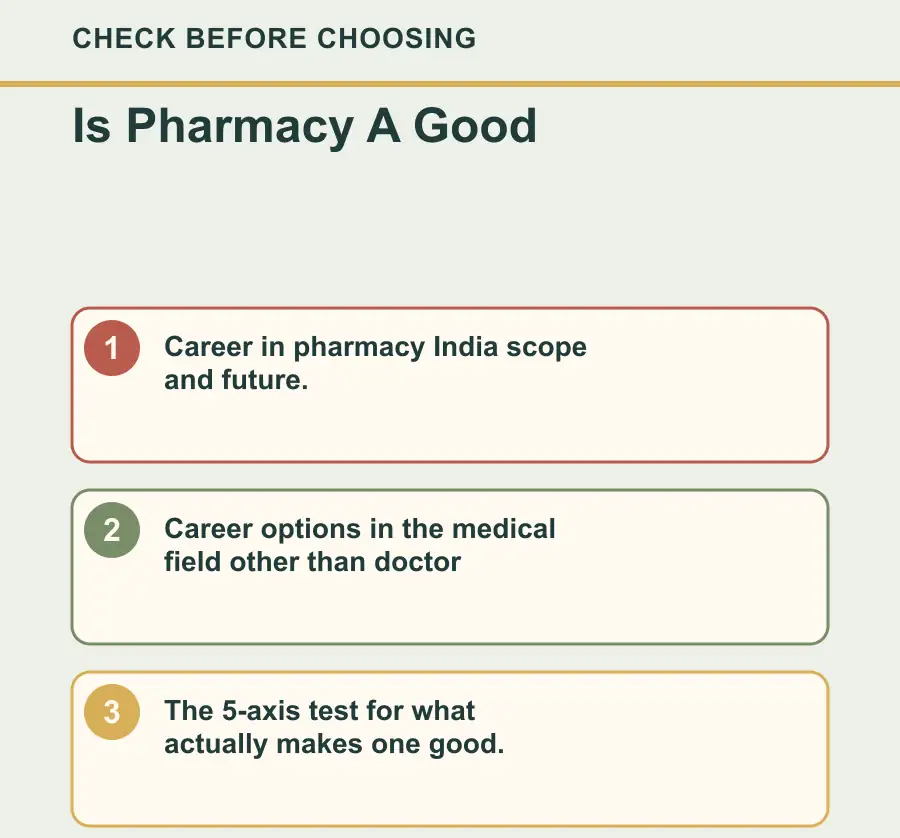 CHECK BEFORE CHOOSING
Is Pharmacy A Good
1
Career in pharmacy India scope
and future.
2
Career options in the medical
field other than doctor
3
The 5-axis test for what
actually makes one good.